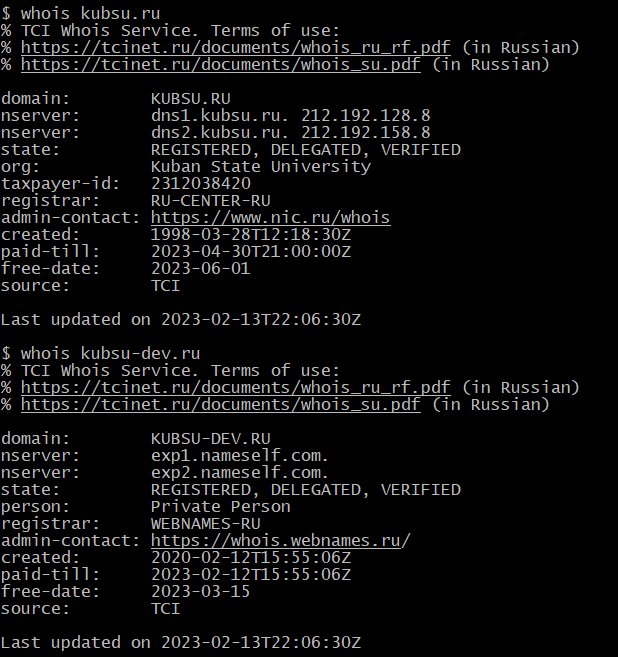 $ whois kubsu.ru
% TCI Whois Service. Terms of use:
% https://tcinet.ru/documents/whois_ru_rf.pdf (in Russian)
% https://tcinet.ru/documents/whois_su.pdf (in Russian)

domain:        KUBSU.RU
nserver:       dns1.kubsu.ru. 212.192.128.8
nserver:       dns2.kubsu.ru. 212.192.158.8
state:         REGISTERED, DELEGATED, VERIFIED
org:           Kuban State University
taxpayer-id:   2312038420
registrar:     RU-CENTER-RU
admin-contact: https://www.nic.ru/whois
created:       1998-03-28T12:18:30Z
paid-till:     2023-04-30T21:00:00Z
free-date:     2023-06-01
source:        TCI

Last updated on 2023-02-13T22:06:30Z

$ whois kubsu-dev.ru
% TCI Whois Service. Terms of use:
% https://tcinet.ru/documents/whois_ru_rf.pdf (in Russian)
% https://tcinet.ru/documents/whois_su.pdf (in Russian)

domain:        KUBSU-DEV.RU
nserver:       exp1.nameself.com.
nserver:       exp2.nameself.com.
state:         REGISTERED, DELEGATED, VERIFIED
person:        Private Person
registrar:     WEBNAMES-RU
admin-contact: https://whois.webnames.ru/
created:       2020-02-12T15:55:06Z
paid-till:     2023-02-12T15:55:06Z
free-date:     2023-03-15
source:        TCI

Last updated on 2023-02-13T22:06:30Z